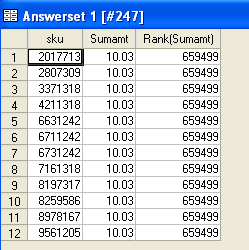 Answerset 1 [#247]
sku Sumamt Rank(Sumamt)
1 2017713 10.03 659499
2 2807309 10.03 659499
3 3371318 10.03 659499
4 4211318 10.03 659499
5 6631242 10.03 659499
6 6711242 10.03 659499
7 6731242 10.03 659499
8 7161318 10.03 659499
9 8197317 10.03 659499
10 8259586 10.03 659499
11 8978167 10.03 659499
12 9561205 10.03 659499